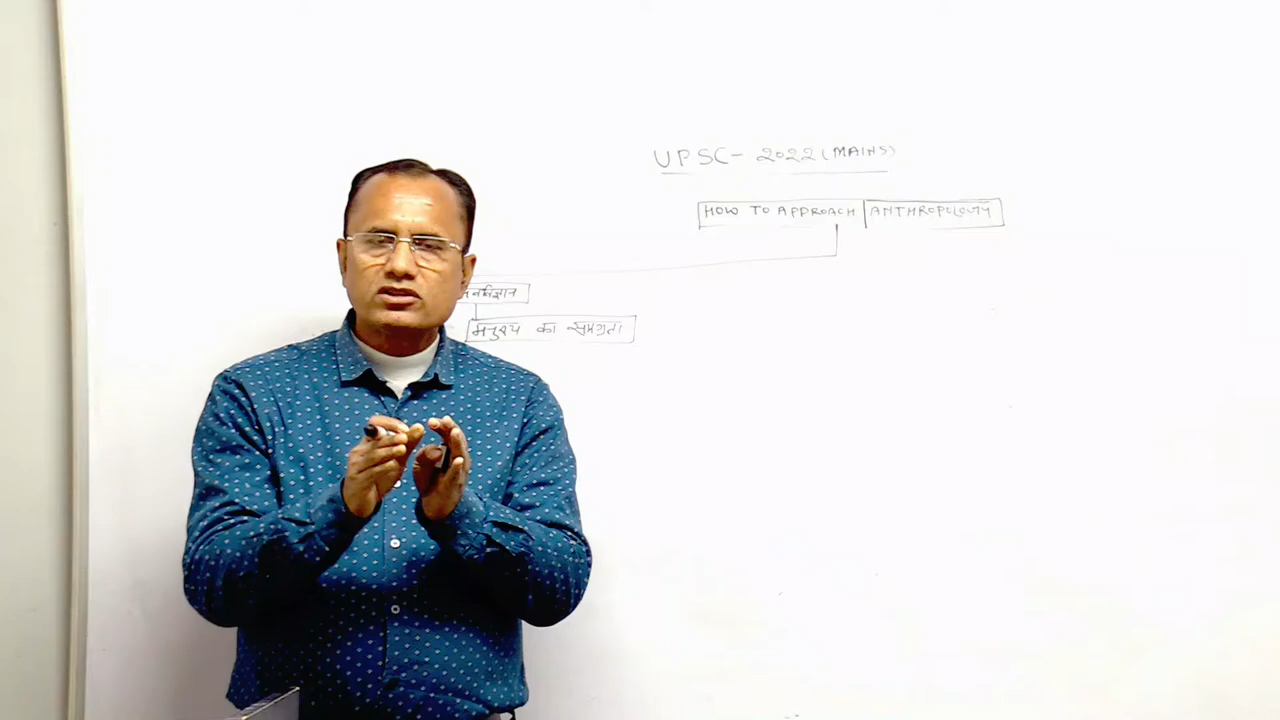 UPSC- 2022 (MAINS)
HOW TO APPROACH ANTHROPOLOGY
मनुष्य का समग्रता